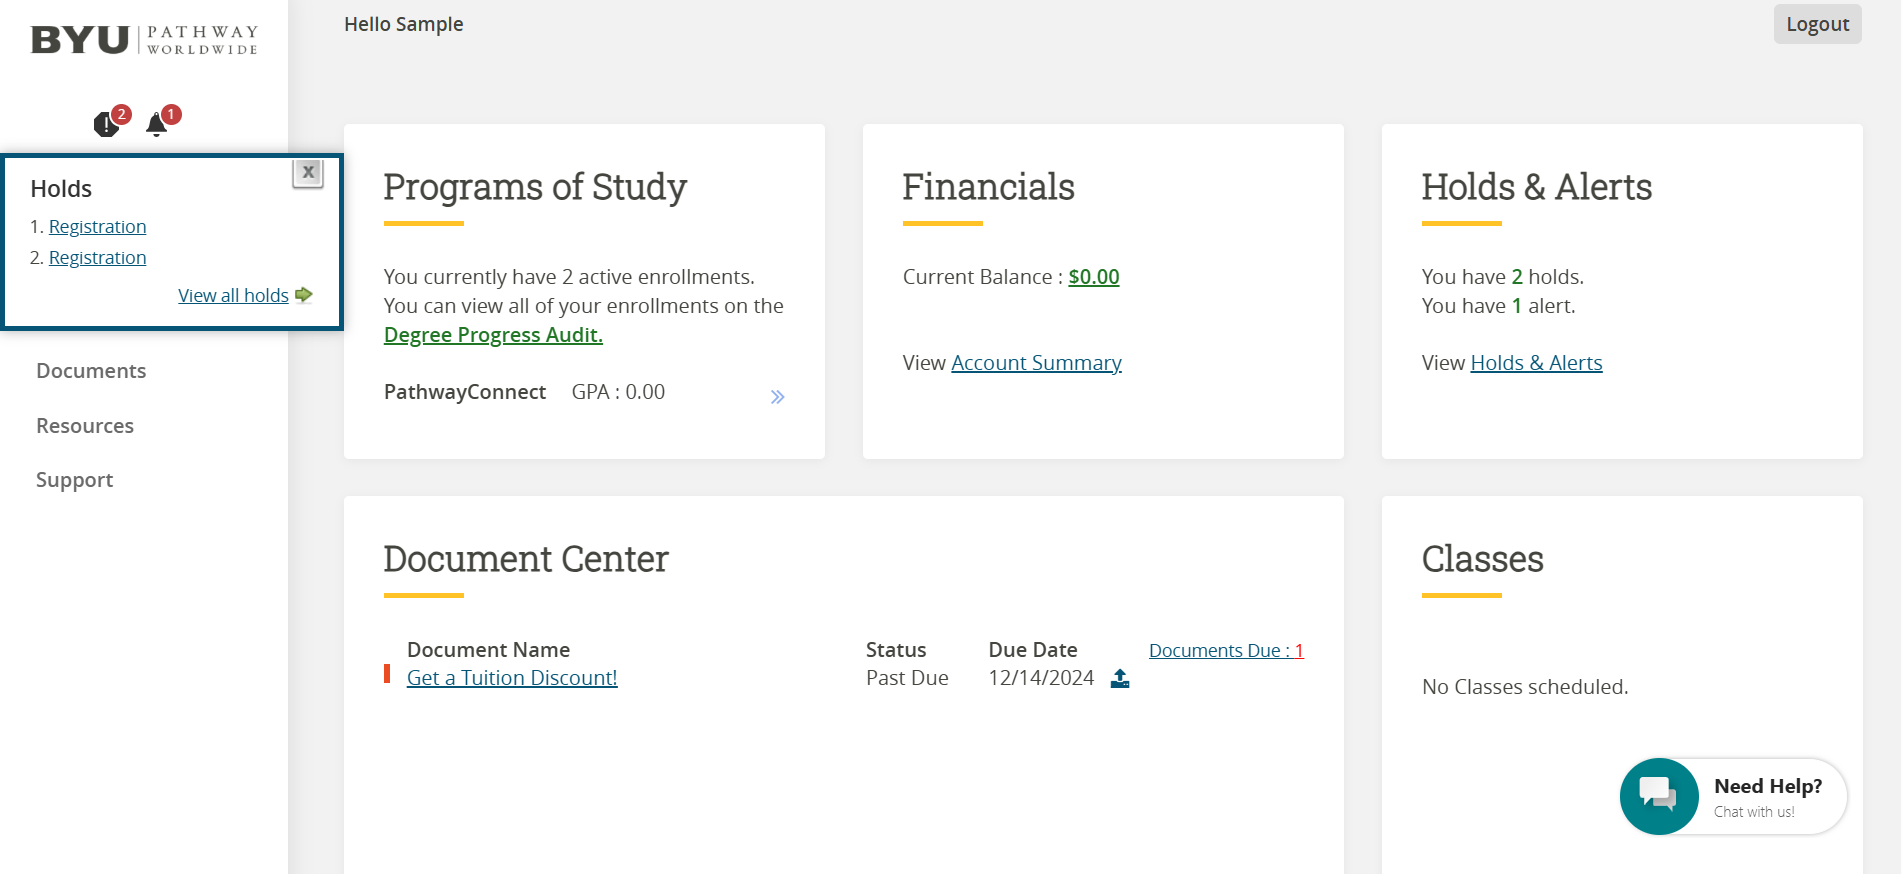 BYU PATHWAY WORLDWIDE
2
1
Holds
X
1. Registration
2. Registration
View all holds
Documents
Resources
Support
Hello Sample
Logout
Programs of Study
You currently have 2 active enrollments.
You can view all of your enrollments on the
Degree Progress Audit.
PathwayConnect GPA : 0.00
»
Financials
Current Balance : $0.00
View Account Summary
Holds & Alerts
You have 2 holds.
You have 1 alert.
View Holds & Alerts
Document Center
Document Name Status Due Date Documents Due : 1
Get a Tuition Discount! Past Due 12/14/2024
Classes
No Classes scheduled.
Need Help?
Chat with us!